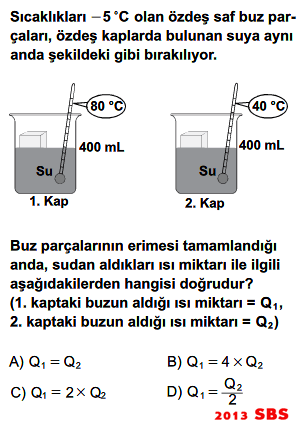 Sıcaklıkları −5 °C olan özdeş saf buz par-
çaları, özdeş kaplarda bulunan suya aynı
anda şekildeki gibi bırakılıyor.
80 °C
40 °C
400 mL
400 mL
Su
Su
1. Kap
2. Kap
Buz parçalarının erimesi tamamlandığı
anda, sudan aldıkları ısı miktarı ile ilgili
aşağıdakilerden hangisi doğrudur?
(1. kaptaki buzun aldığı ısı miktarı = Q₁,
2. kaptaki buzun aldığı ısı miktarı = Q₂)
A) Q₁ = Q₂
B) Q₁ = 4 × Q₂
C) Q₁ = 2 × Q₂
D) Q₁ = Q₂/2
2013 SBS